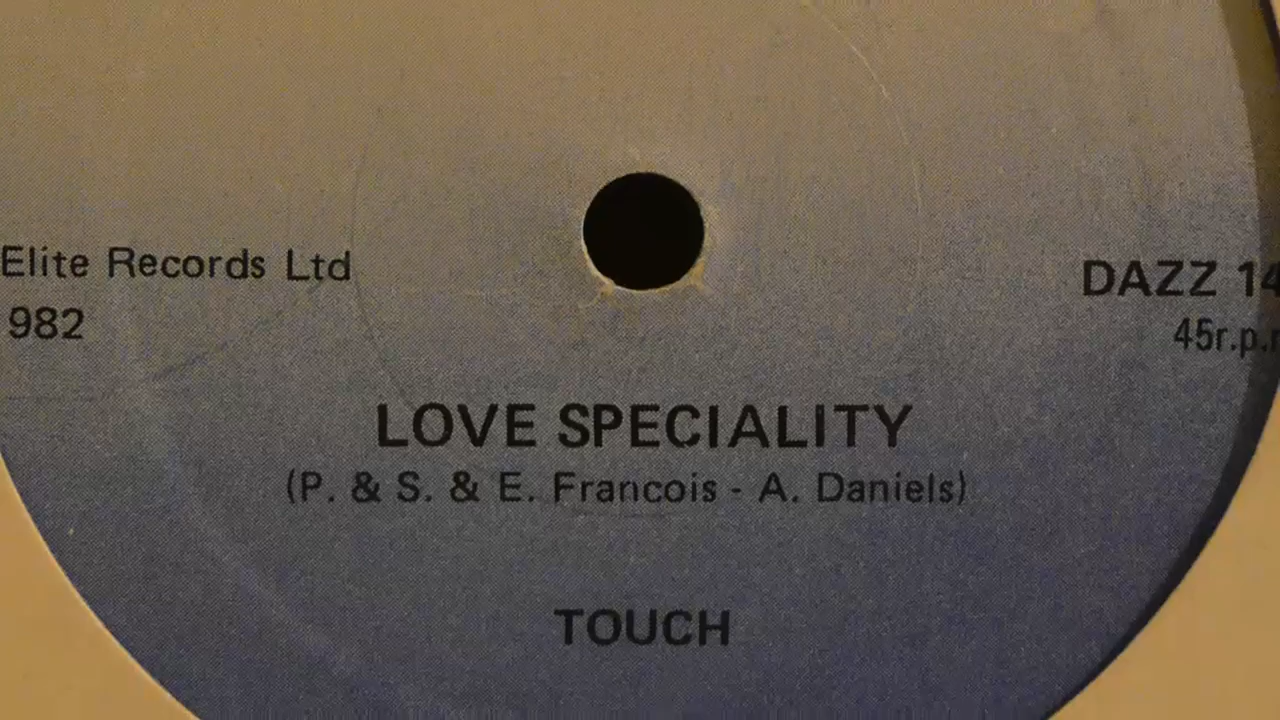 Elite Records Ltd
982
DAZZ 14
45r.p.
LOVE SPECIALITY
(P. & S. & E. Francois - A. Daniels)
TOUCH